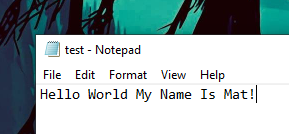 test - Notepad
File Edit Format View Help
Hello World My Name Is Mat!